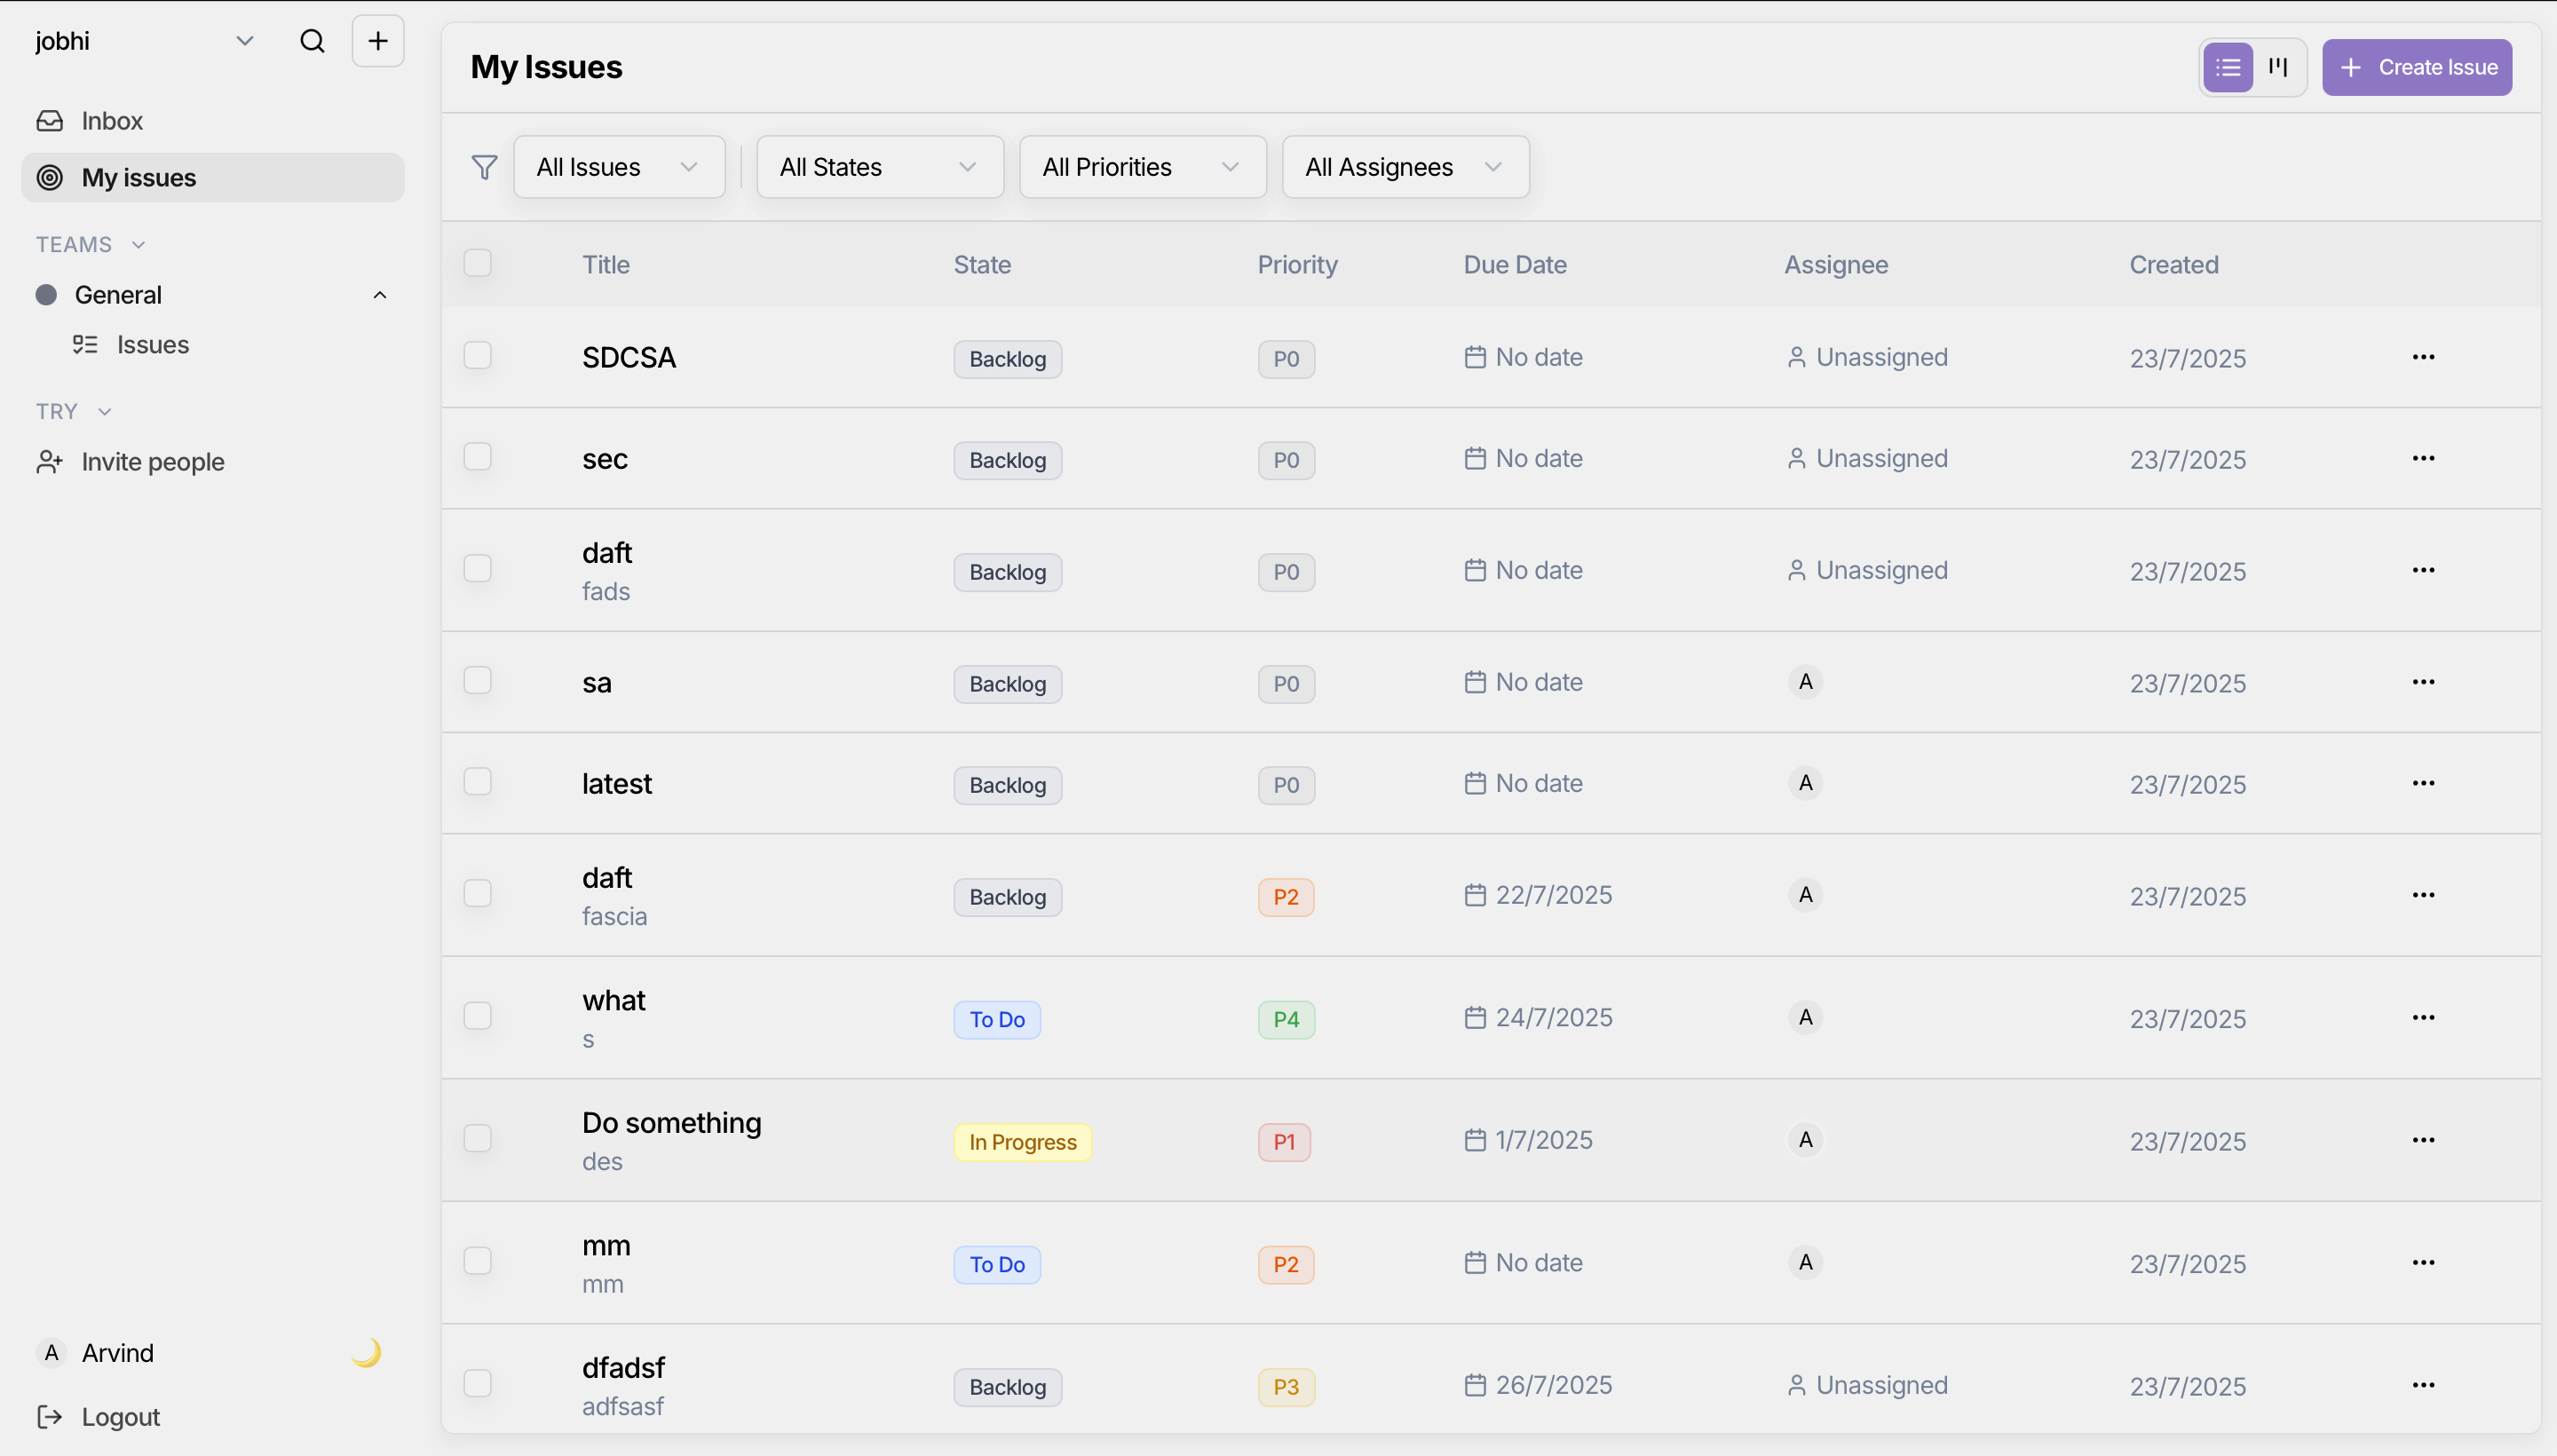 jobhi
Inbox
My issues
TEAMS
General
Issues
TRY
Invite people
A Arvind
Logout
My Issues
Create Issue
All Issues All States All Priorities All Assignees
Title State Priority Due Date Assignee Created
SDCSA Backlog P0 No date Unassigned 23/7/2025
sec Backlog P0 No date Unassigned 23/7/2025
daft
fads
Backlog P0 No date Unassigned 23/7/2025
sa Backlog P0 No date A 23/7/2025
latest Backlog P0 No date A 23/7/2025
daft
fascia
Backlog P2 22/7/2025 A 23/7/2025
what
s
To Do P4 24/7/2025 A 23/7/2025
Do something
des
In Progress P1 1/7/2025 A 23/7/2025
mm
mm
To Do P2 No date A 23/7/2025
dfadsf
adfsasf
Backlog P3 26/7/2025 Unassigned 23/7/2025